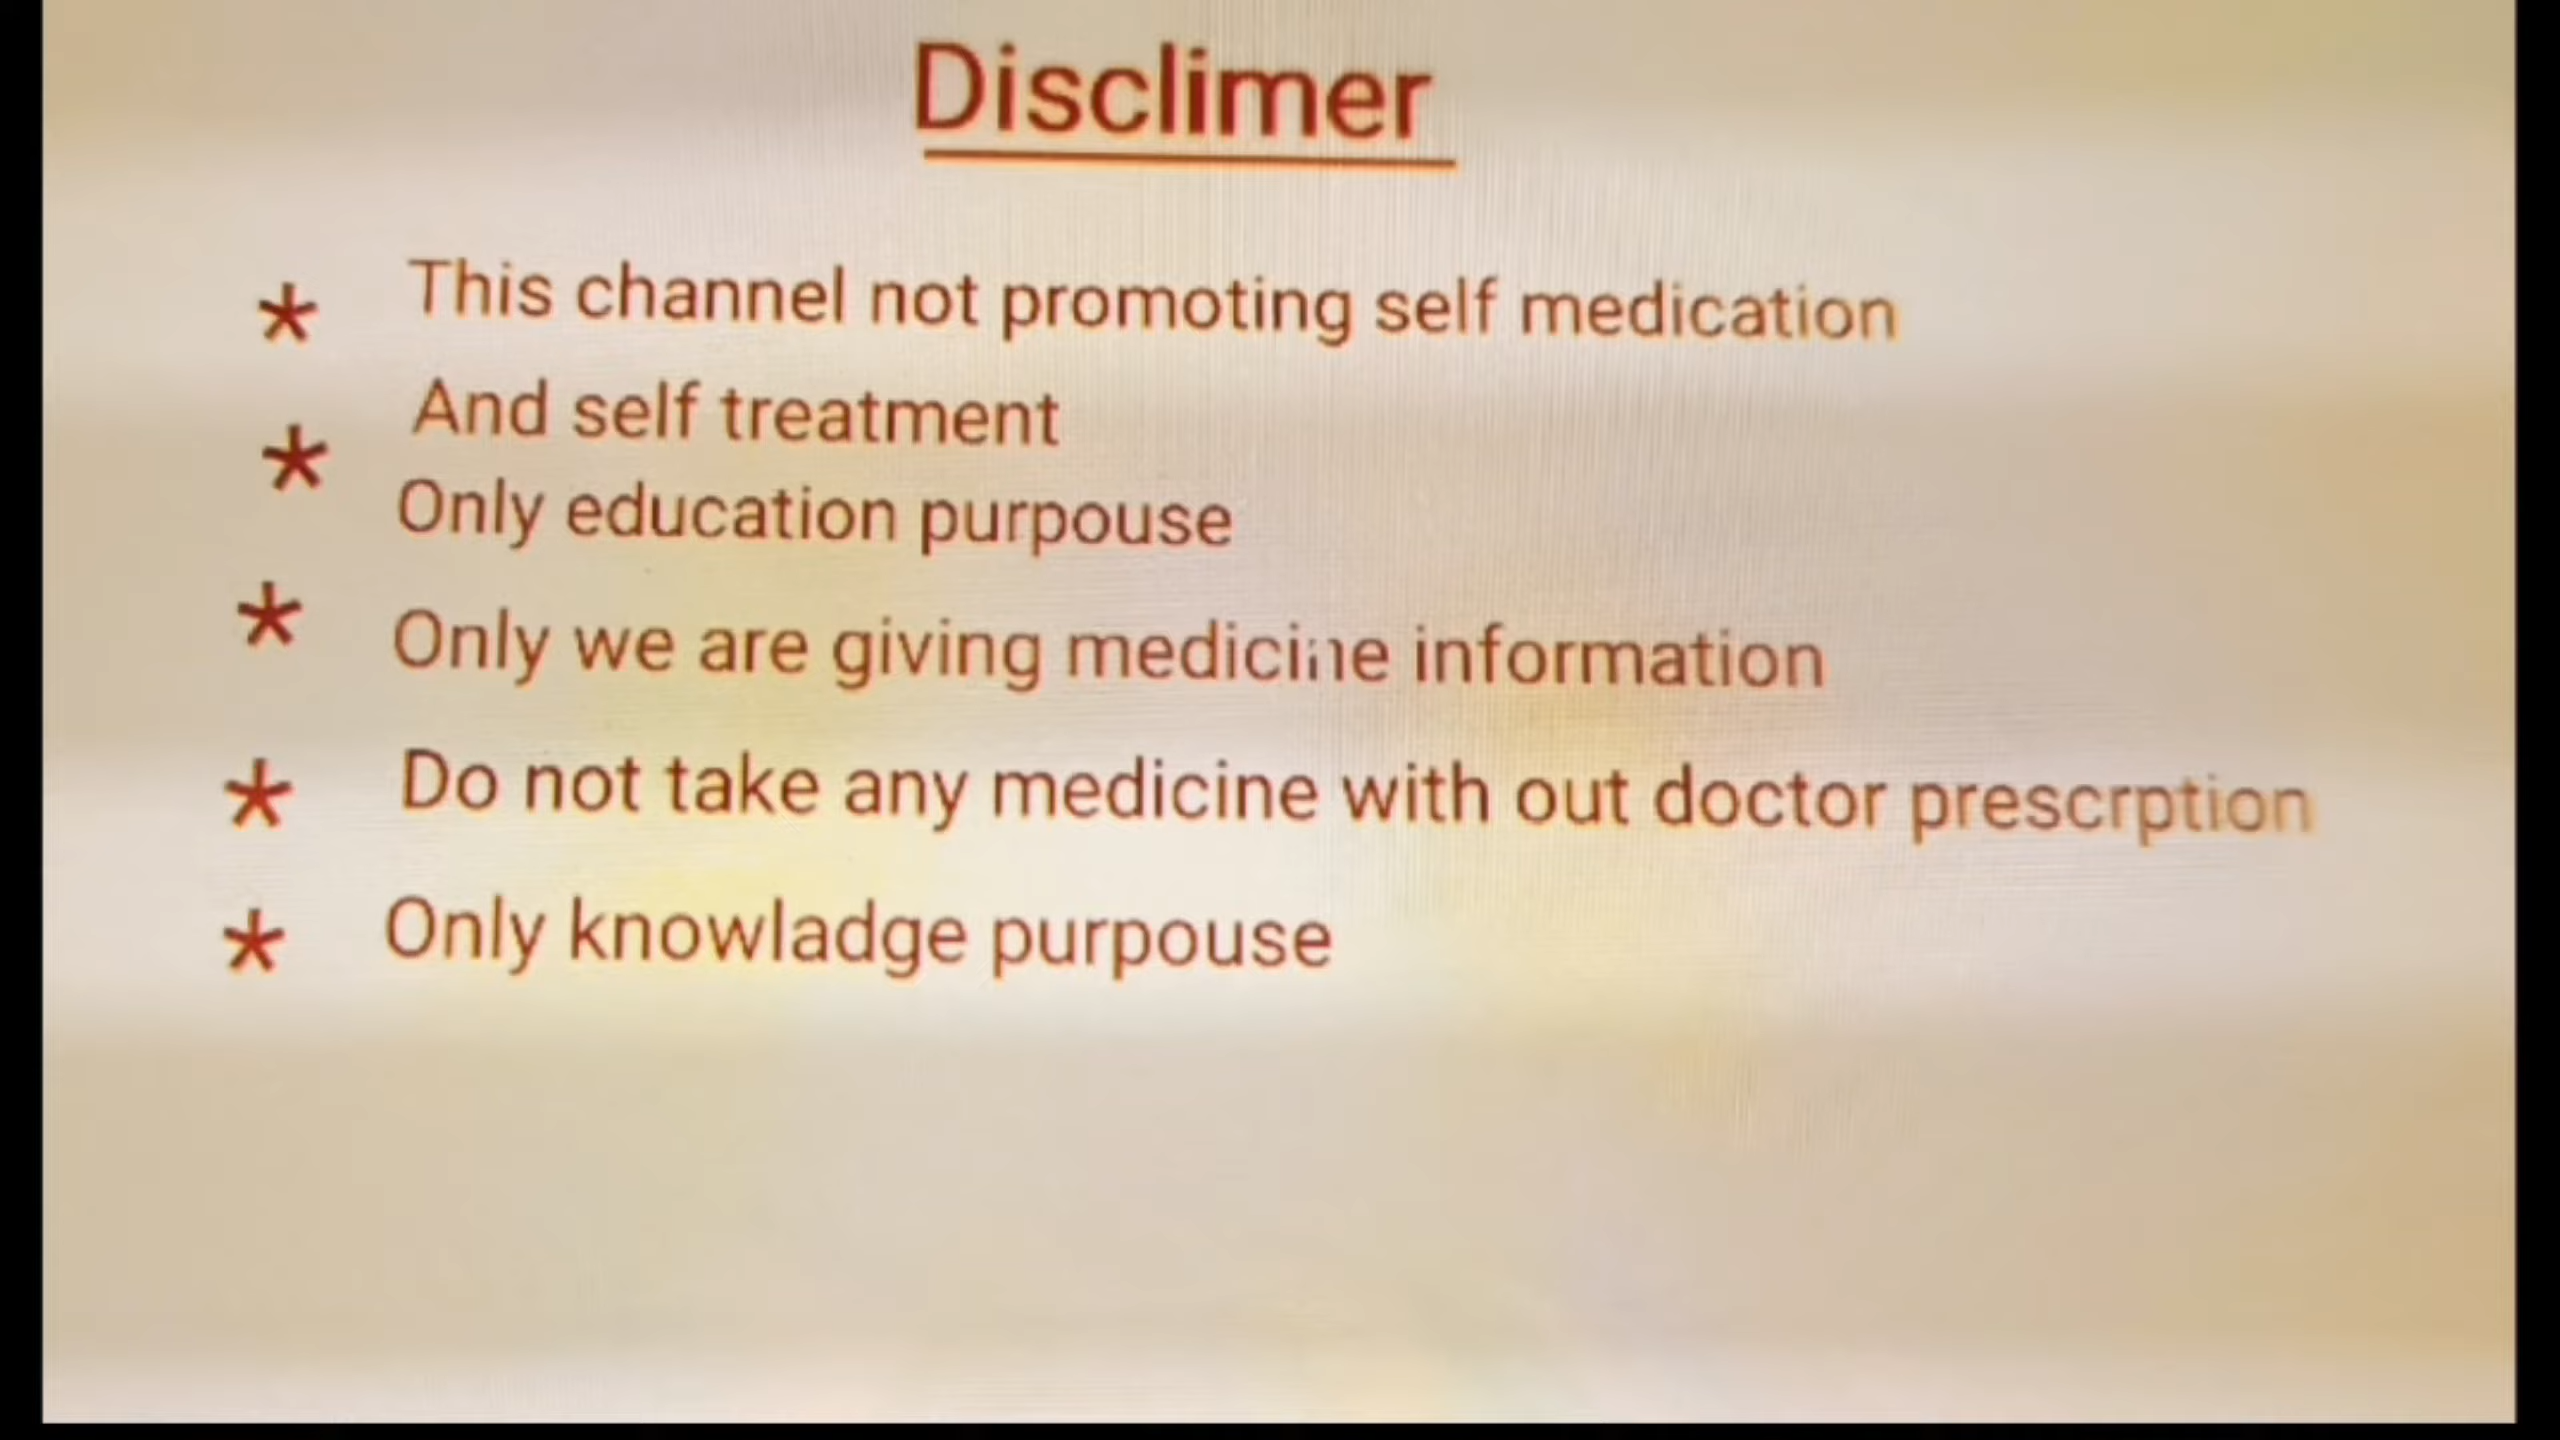 Disclimer
* This channel not promoting self medication
And self treatment
* Only education purpouse
* Only we are giving medicine information
* Do not take any medicine with out doctor prescrption
* Only knowladge purpouse